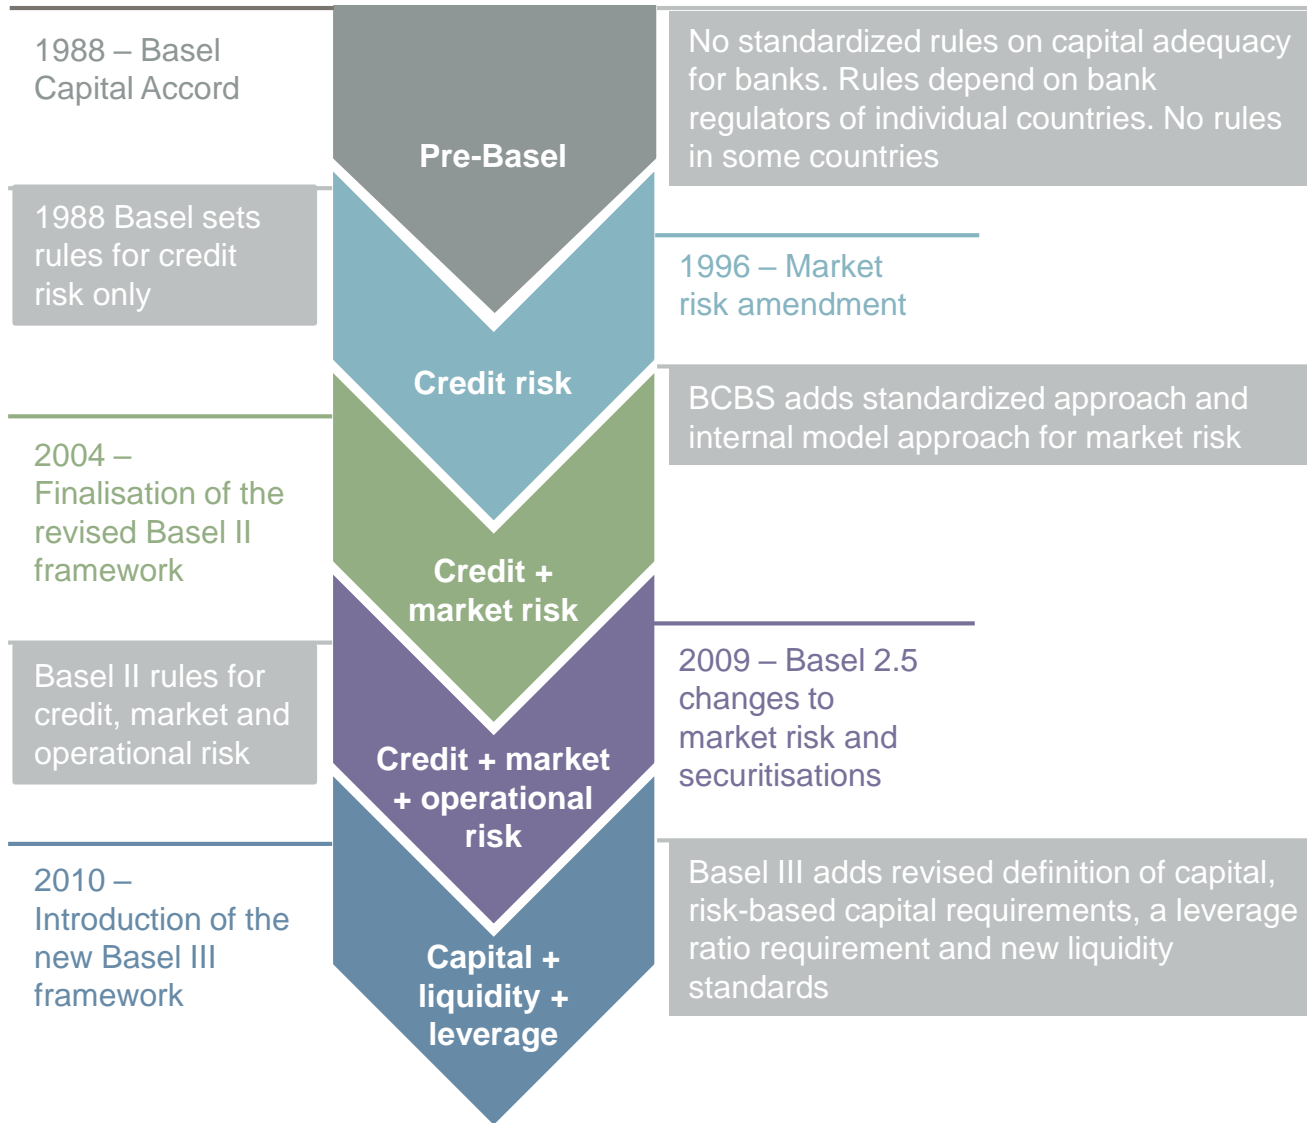 1988 – Basel
Capital Accord
Pre-Basel
No standardized rules on capital adequacy
for banks. Rules depend on bank
regulators of individual countries. No rules
in some countries
1988 Basel sets
rules for credit
risk only
Credit risk
1996 – Market
risk amendment
BCBS adds standardized approach and
internal model approach for market risk
2004 –
Finalisation of the
revised Basel II
framework
Credit +
market risk
Basel II rules for
credit, market and
operational risk
Credit + market
+ operational
risk
2009 – Basel 2.5
changes to
market risk and
securitisations
2010 –
Introduction of the
new Basel III
framework
Capital +
liquidity +
leverage
Basel III adds revised definition of capital,
risk-based capital requirements, a leverage
ratio requirement and new liquidity
standards